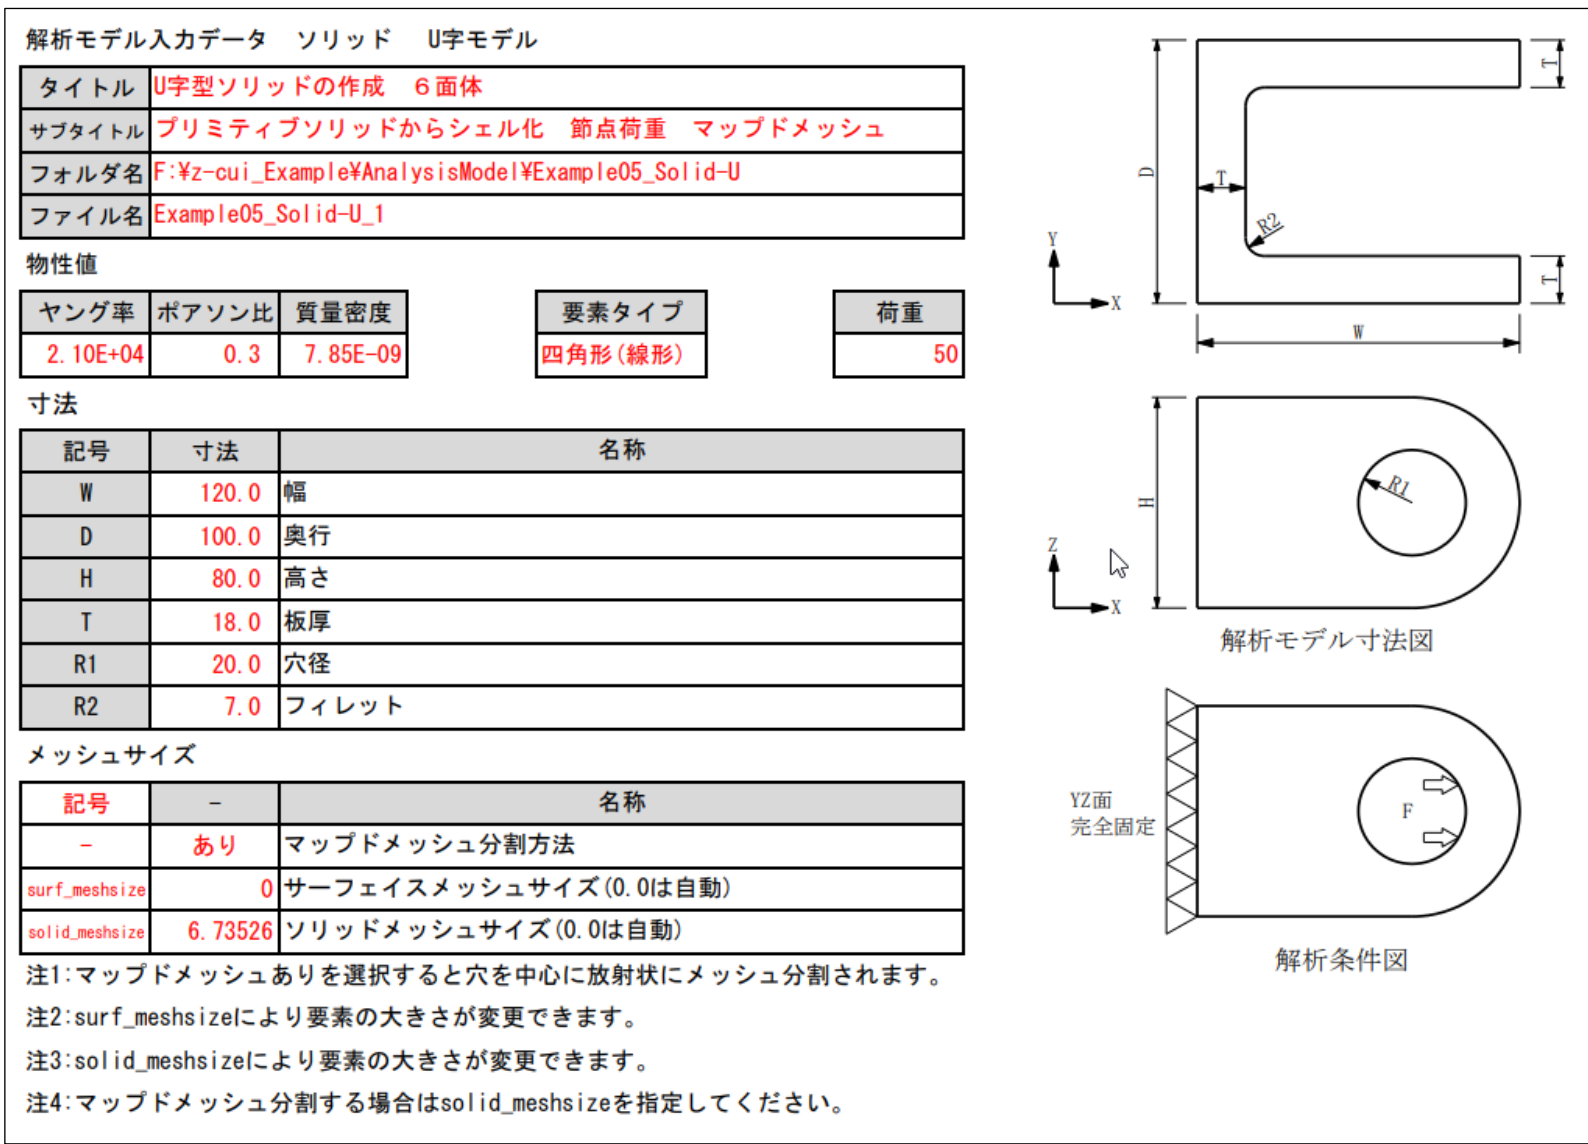 解析モデル入力データ　ソリッド　U字モデル
タイトル U字型ソリッドの作成　６面体
サブタイトル プリミティブソリッドからシェル化　節点荷重　マップドメッシュ
フォルダ名 F:¥z-cui_Example¥AnalysisModel¥Example05_Solid-U
ファイル名 Example05_Solid-U_1
物性値
ヤング率 ポアソン比 質量密度 要素タイプ 荷重
2.10E+04 0.3 7.85E-09 四角形(線形) 50
寸法
記号 寸法 名称
W 120.0 幅
D 100.0 奥行
H 80.0 高さ
T 18.0 板厚
R1 20.0 穴径
R2 7.0 フィレット
メッシュサイズ
記号 - 名称
- あり マップドメッシュ分割方法
surf_meshsize 0 サーフェイスメッシュサイズ(0.0は自動)
solid_meshsize 6.73526 ソリッドメッシュサイズ(0.0は自動)
注1:マップドメッシュありを選択すると穴を中心に放射状にメッシュ分割されます。
注2:surf_meshsizeにより要素の大きさが変更できます。
注3:solid_meshsizeにより要素の大きさが変更できます。
注4:マップドメッシュ分割する場合はsolid_meshsizeを指定してください。
T
D
T
R2
Y
T
X
W
R1
H
Z
X
解析モデル寸法図
YZ面
完全固定
F
解析条件図